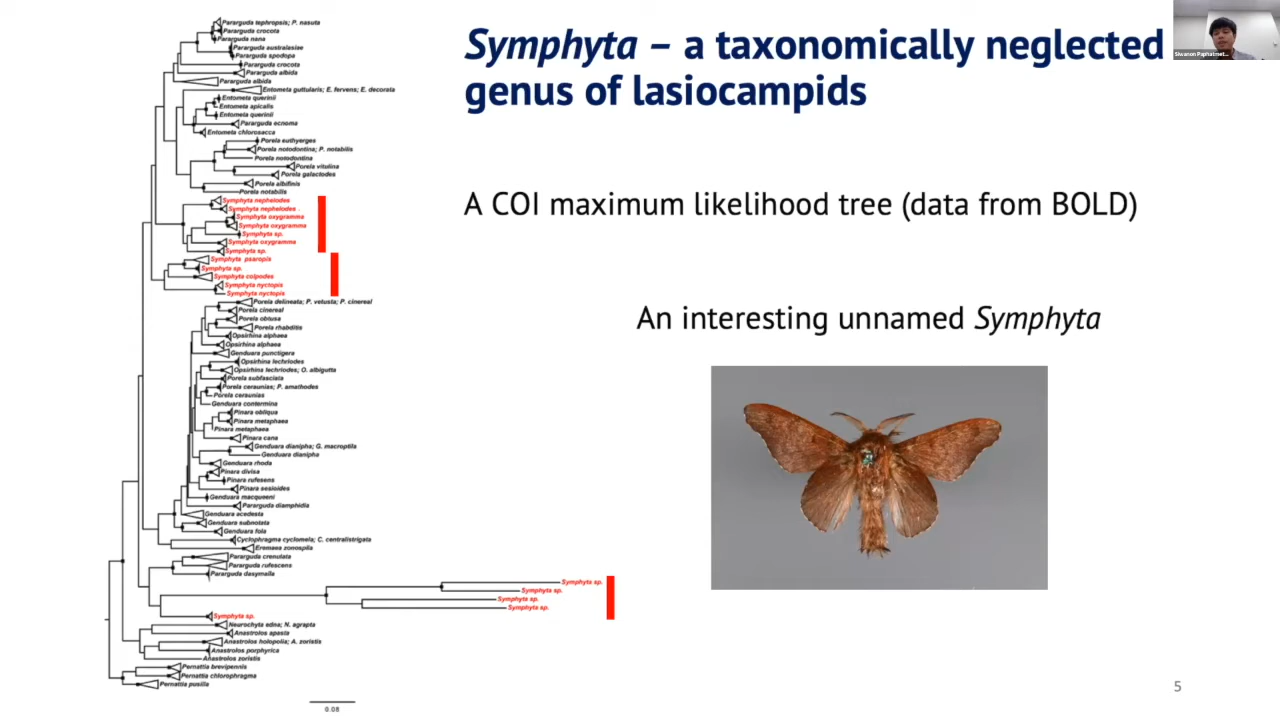 Symphyta – a taxonomically neglected
genus of lasiocampids
A COI maximum likelihood tree (data from BOLD)
An interesting unnamed Symphyta
Pararguda tephropsis; P. nasuta
Pararguda crocota
Pararguda nana
Pararguda australasiae
Pararguda spodopa
Pararguda crocota
Pararguda albida
Pararguda albida
Entometa guttularis; E. fervens; E. decorata
Entometa querinii
Entometa apicalis
Entometa querinii
Pararguda ecnoma
Entometa chlorosacca
Porela euthyerges
Porela notodontina; P. notabilis
Porela notodontina
Porela vitulina
Porela galactodes
Porela albifinis
Porela notabilis
Symphyta nephelodes
Symphyta nephelodes .
Symphyta oxygramma
Symphyta oxygramma
Symphyta sp.
Symphyta oxygramma
Symphyta sp.
Symphyta psaropis
Symphyta sp.
Symphyta colpodes
Symphyta nyctopis
Symphyta nyctopis
Porela delineata; P. vetusta; P. cinereal
Porela cinereal
Porela obtusa
Porela rhabditis
Opsirhina alphaea
Opsirhina alphaea
Genduara punctigera
Opsirhina lechriodes
Opsirhina lechriodes; O. albigutta
Porela subfasciata
Porela ceraunias; P. amathodes
Porela ceraunias
Genduara contermina
Pinara obliqua
Pinara metaphaea
Pinara metaphaea
Pinara cana
Genduara dianipha; G. macroptila
Genduara dianipha
Genduara rhoda
Pinara divisa
Pinara rufesens
Pinara sesioides
Genduara macqueeni
Pararguda diamphidia
Genduara acedesta
Genduara subnotata
Genduara fola
Cyclophragma cyclomela; C. centralistrigata
Eremaea zonospila
Pararguda crenulata
Pararguda rufescens
Pararguda dasymalla
Symphyta sp.
Symphyta sp.
Symphyta sp.
Symphyta sp.
Symphyta sp.
Neurochyta edna; N. agrapta
Anastrolos apasta
Anastrolos holopolia; A. zoristis
Anastrolos porphyrica
Anastrolos zoristis
Pernattia brevipennis
Pernattia chlorophragma
Pernattia pusilla
0.08
5